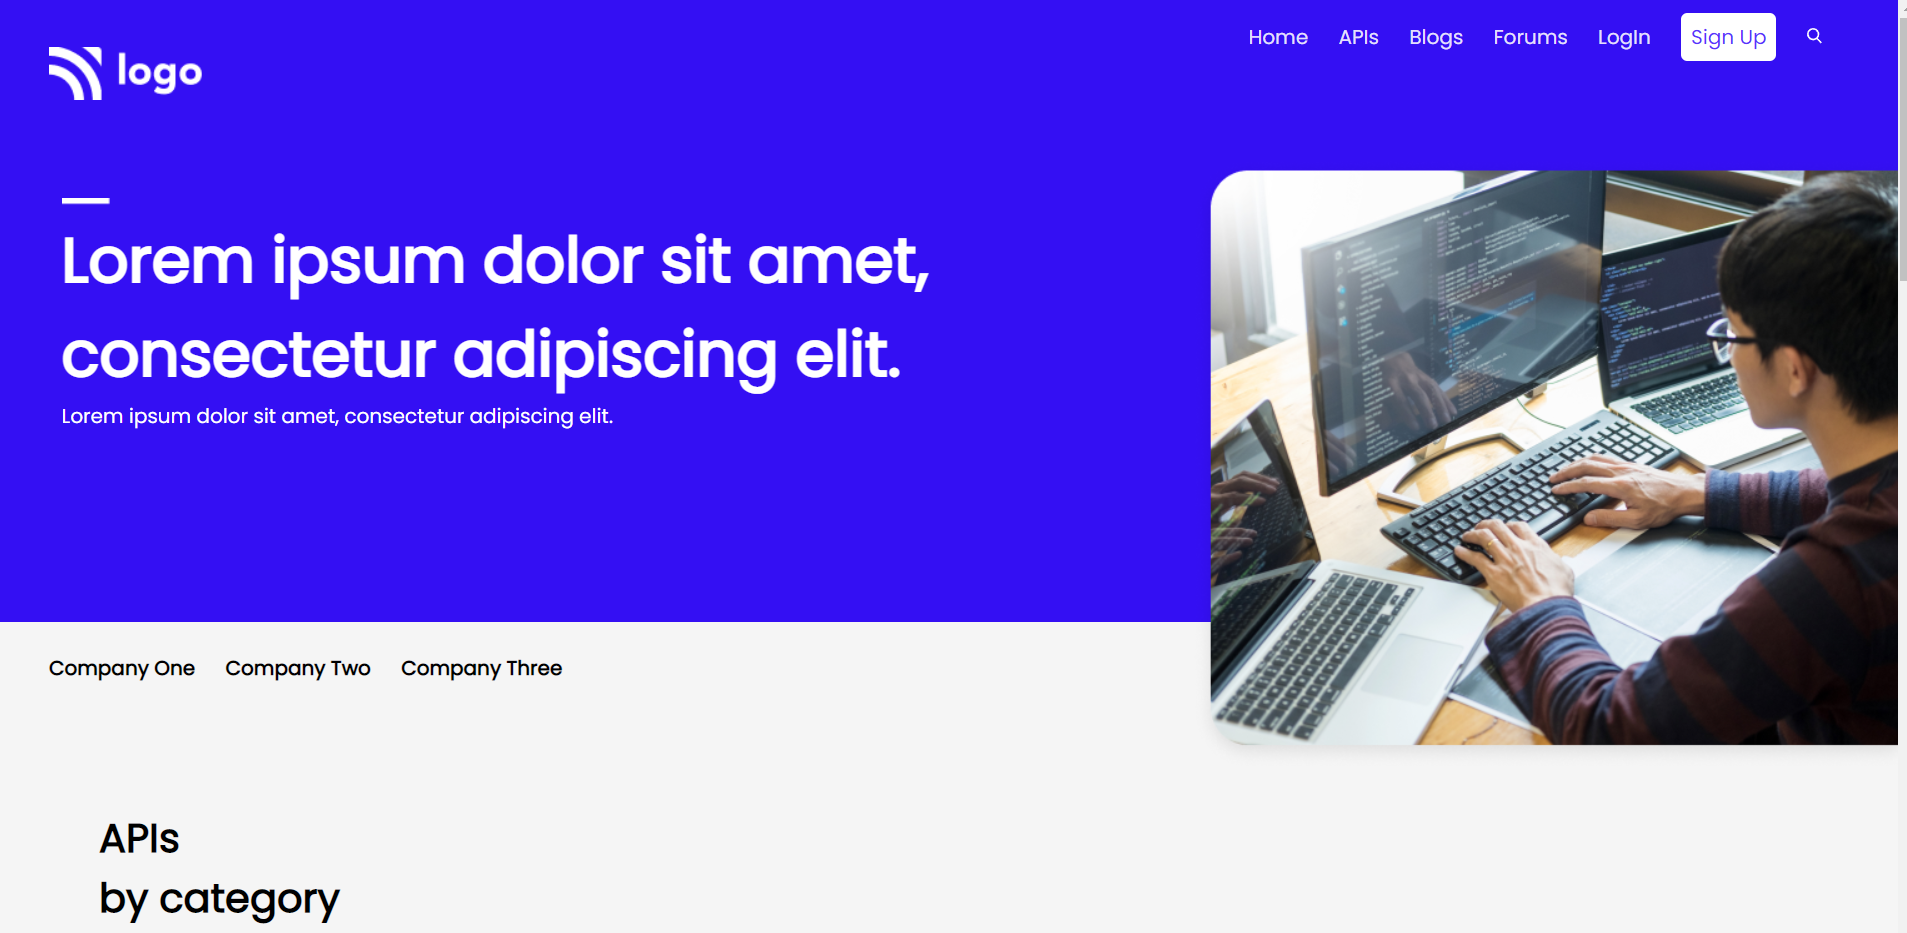 logo
Home APIs Blogs Forums LogIn Sign Up
Lorem ipsum dolor sit amet,
consectetur adipiscing elit.
Lorem ipsum dolor sit amet, consectetur adipiscing elit.
Company One Company Two Company Three
APIs
by category